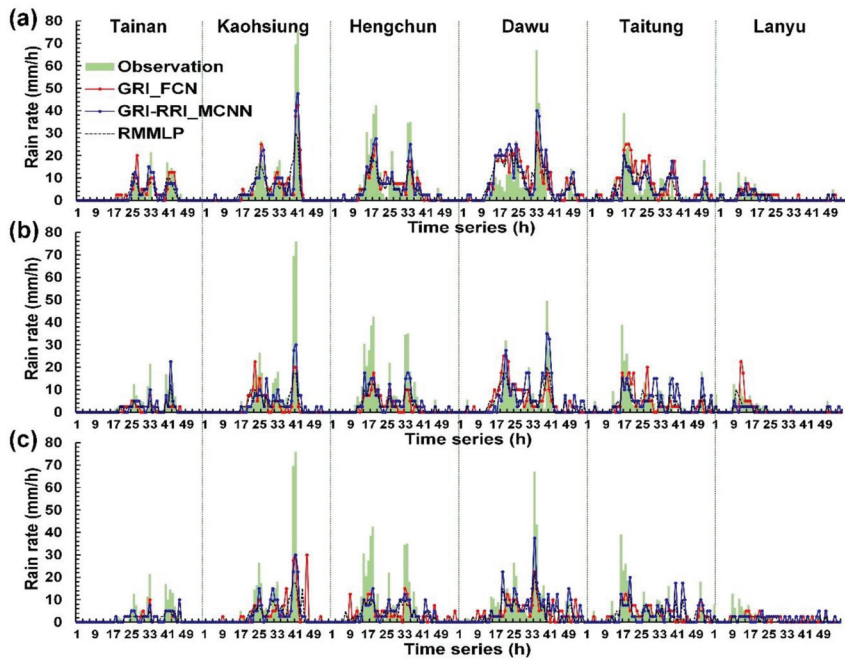 (a) Tainan Kaohsiung Hengchun Dawu Taitung Lanyu
80
70
60
50
40
30
20
10
0
Rain rate (mm/h)
Observation
GRI_FCN
GRI-RRI_MCNN
RMMLP
1 9 17 25 33 41 49 1 9 17 25 33 41 49 1 9 17 25 33 41 49 1 9 17 25 33 41 49 1 9 17 25 33 41 49 1 9 17 25 33 41 49
Time series (h)
(b)
80
70
60
50
40
30
20
10
0
Rain rate (mm/h)
1 9 17 25 33 41 49 1 9 17 25 33 41 49 1 9 17 25 33 41 49 1 9 17 25 33 41 49 1 9 17 25 33 41 49 1 9 17 25 33 41 49
Time series (h)
(c)
80
70
60
50
40
30
20
10
0
Rain rate (mm/h)
1 9 17 25 33 41 49 1 9 17 25 33 41 49 1 9 17 25 33 41 49 1 9 17 25 33 41 49 1 9 17 25 33 41 49 1 9 17 25 33 41 49
Time series (h)